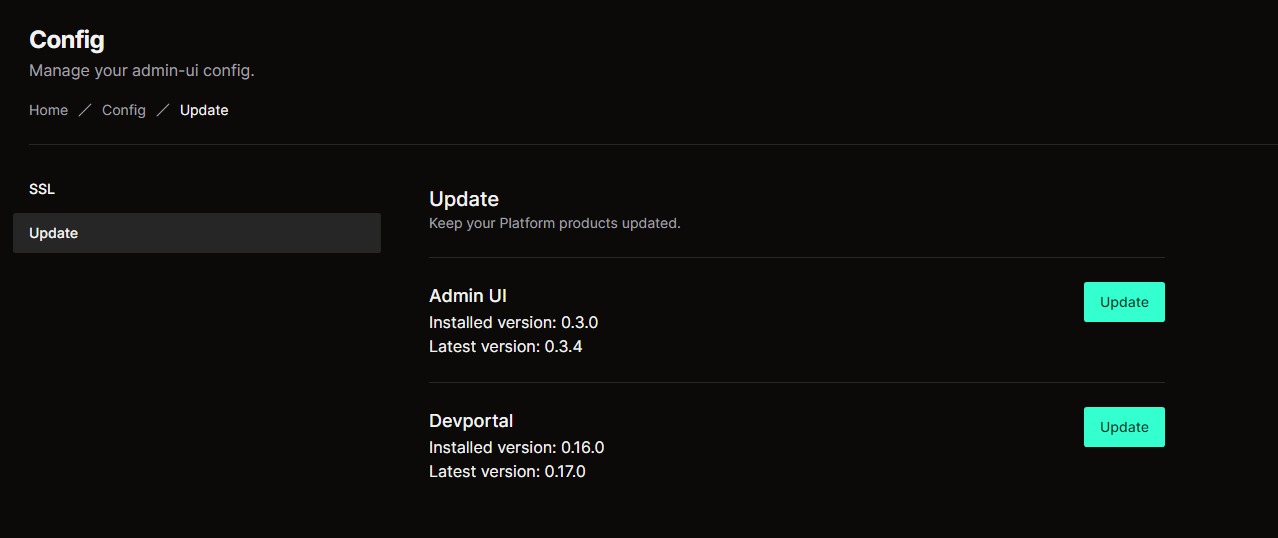 Config
Manage your admin-ui config.
Home / Config / Update
SSL
Update
Update
Keep your Platform products updated.
Admin UI
Installed version: 0.3.0
Latest version: 0.3.4
Update
Devportal
Installed version: 0.16.0
Latest version: 0.17.0
Update